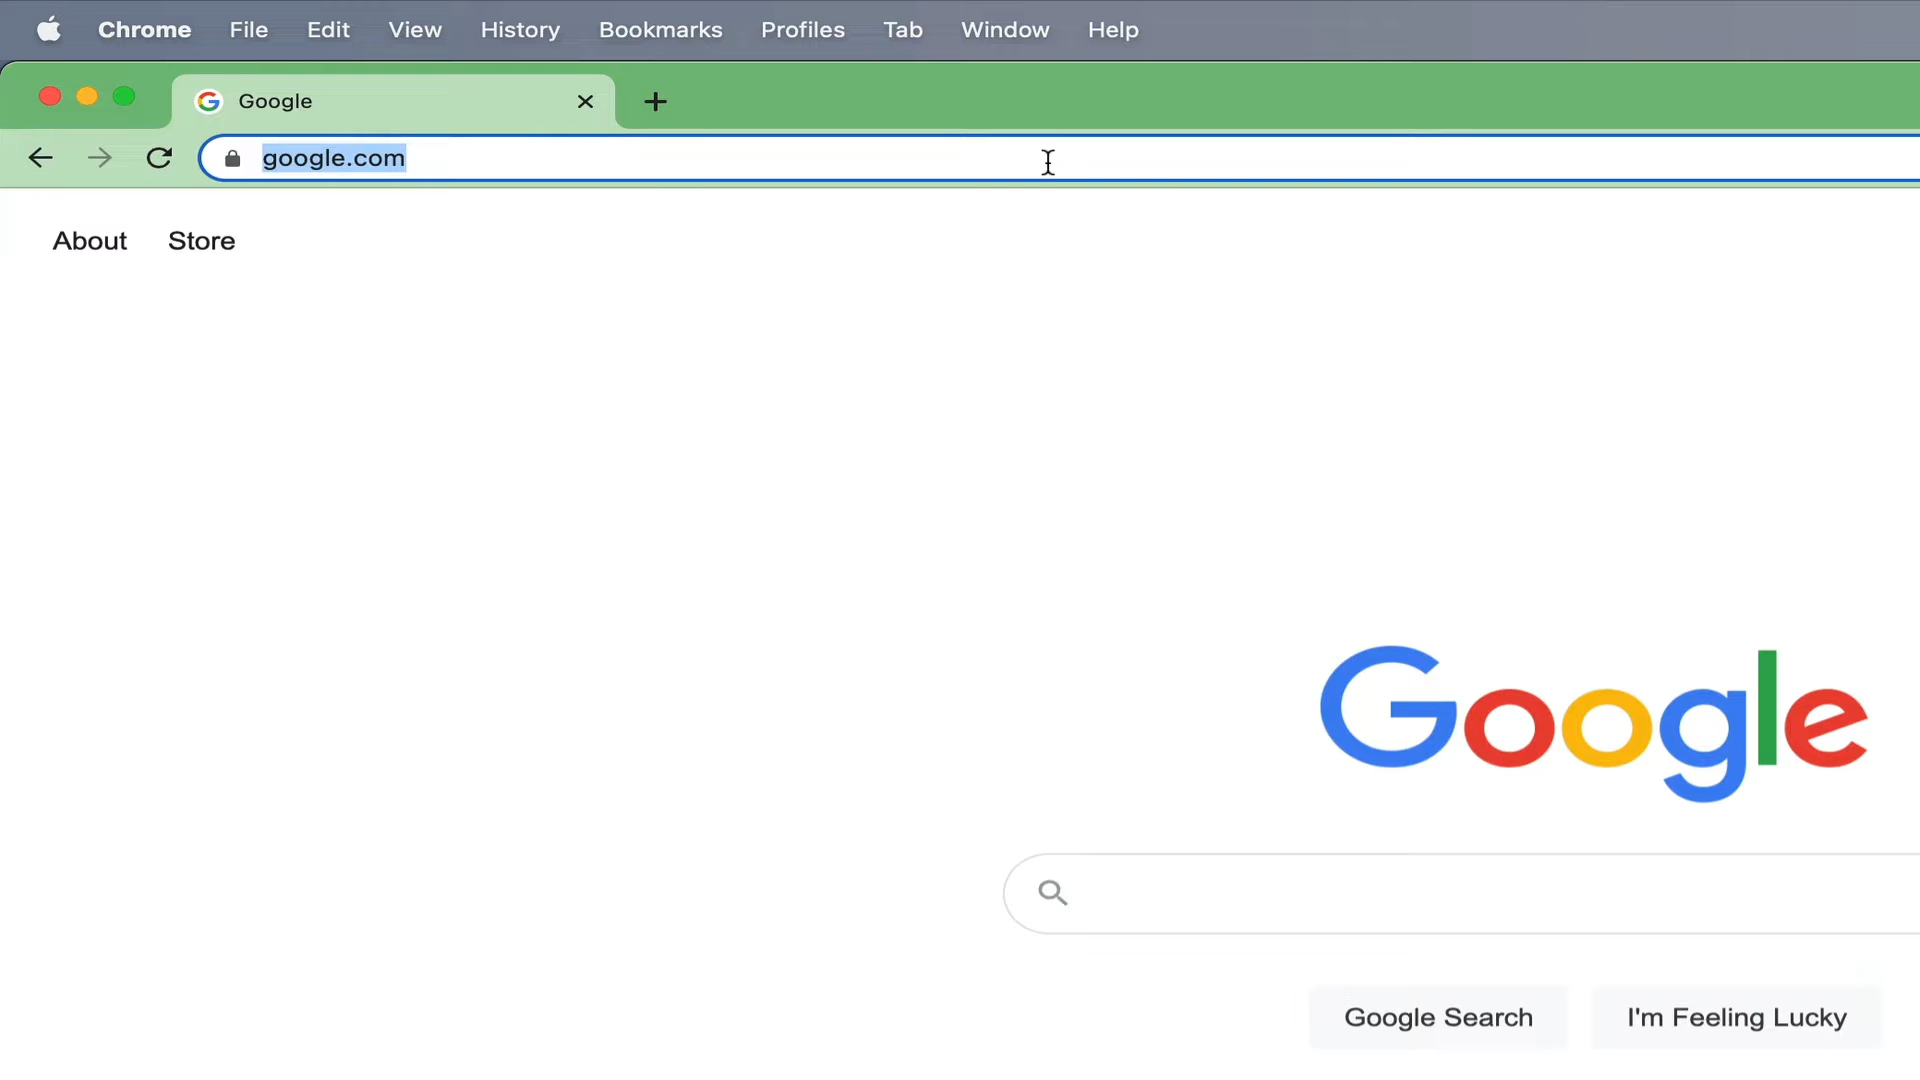 Chrome File Edit View History Bookmarks Profiles Tab Window Help
Google
google.com
About Store
Google
Google Search I'm Feeling Lucky